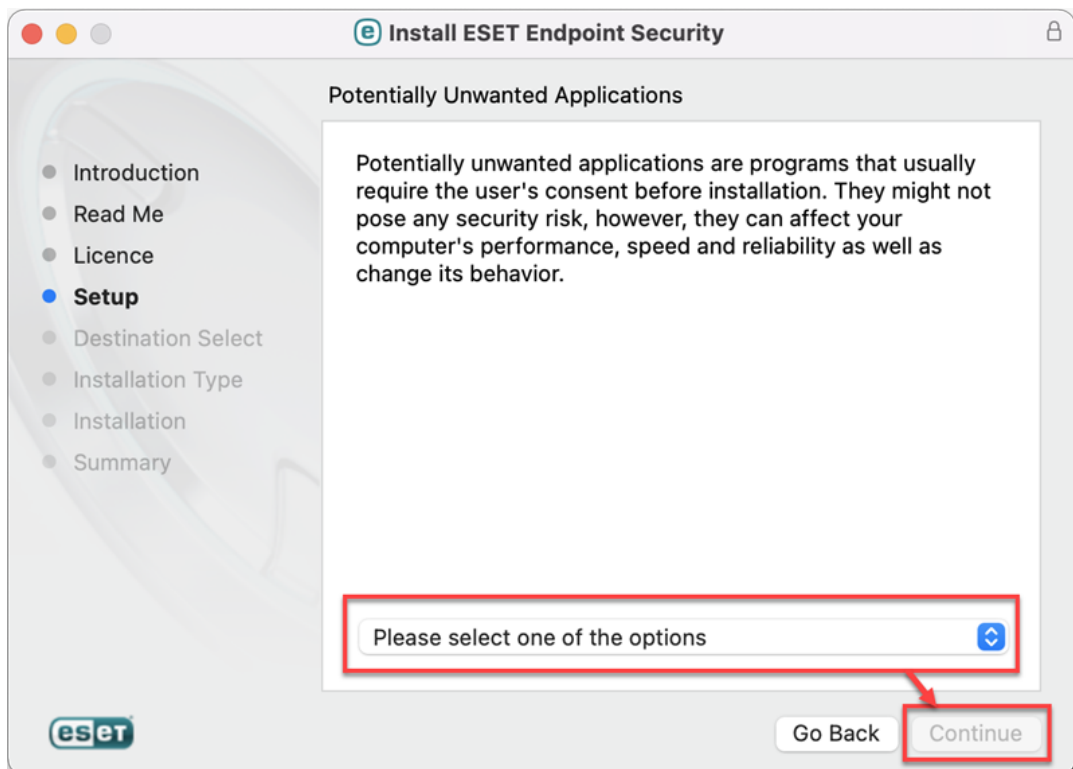 Install ESET Endpoint Security
Potentially Unwanted Applications
Introduction
Read Me
Licence
Setup
Destination Select
Installation Type
Installation
Summary
Potentially unwanted applications are programs that usually
require the user's consent before installation. They might not
pose any security risk, however, they can affect your
computer's performance, speed and reliability as well as
change its behavior.
Please select one of the options
eset
Go Back
Continue